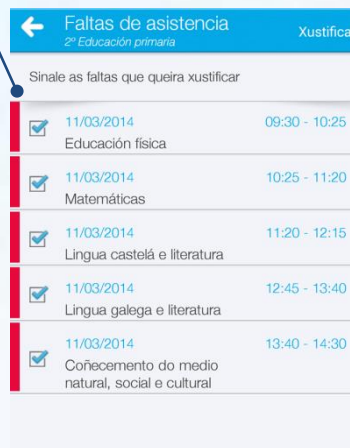 Faltas de asistencia
2º Educación primaria
Xustifica
Sinale as faltas que queira xustificar
11/03/2014 09:30 - 10:25
Educación física
11/03/2014 10:25 - 11:20
Matemáticas
11/03/2014 11:20 - 12:15
Lingua castelá e literatura
11/03/2014 12:45 - 13:40
Lingua galega e literatura
11/03/2014 13:40 - 14:30
Coñecemento do medio
natural, social e cultural